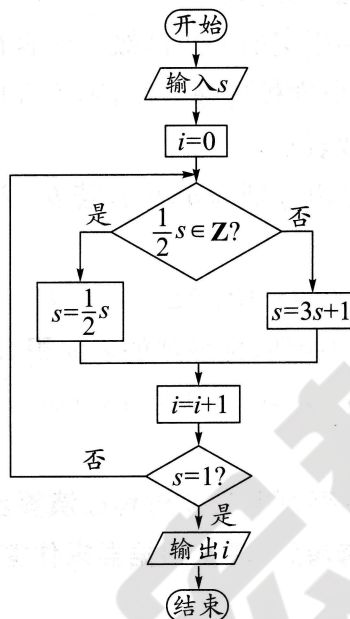 开始
输入s
i=0
1/2 s∈Z?
是
否
s=1/2 s
s=3s+1
i=i+1
否
s=1?
是
输出i
结束